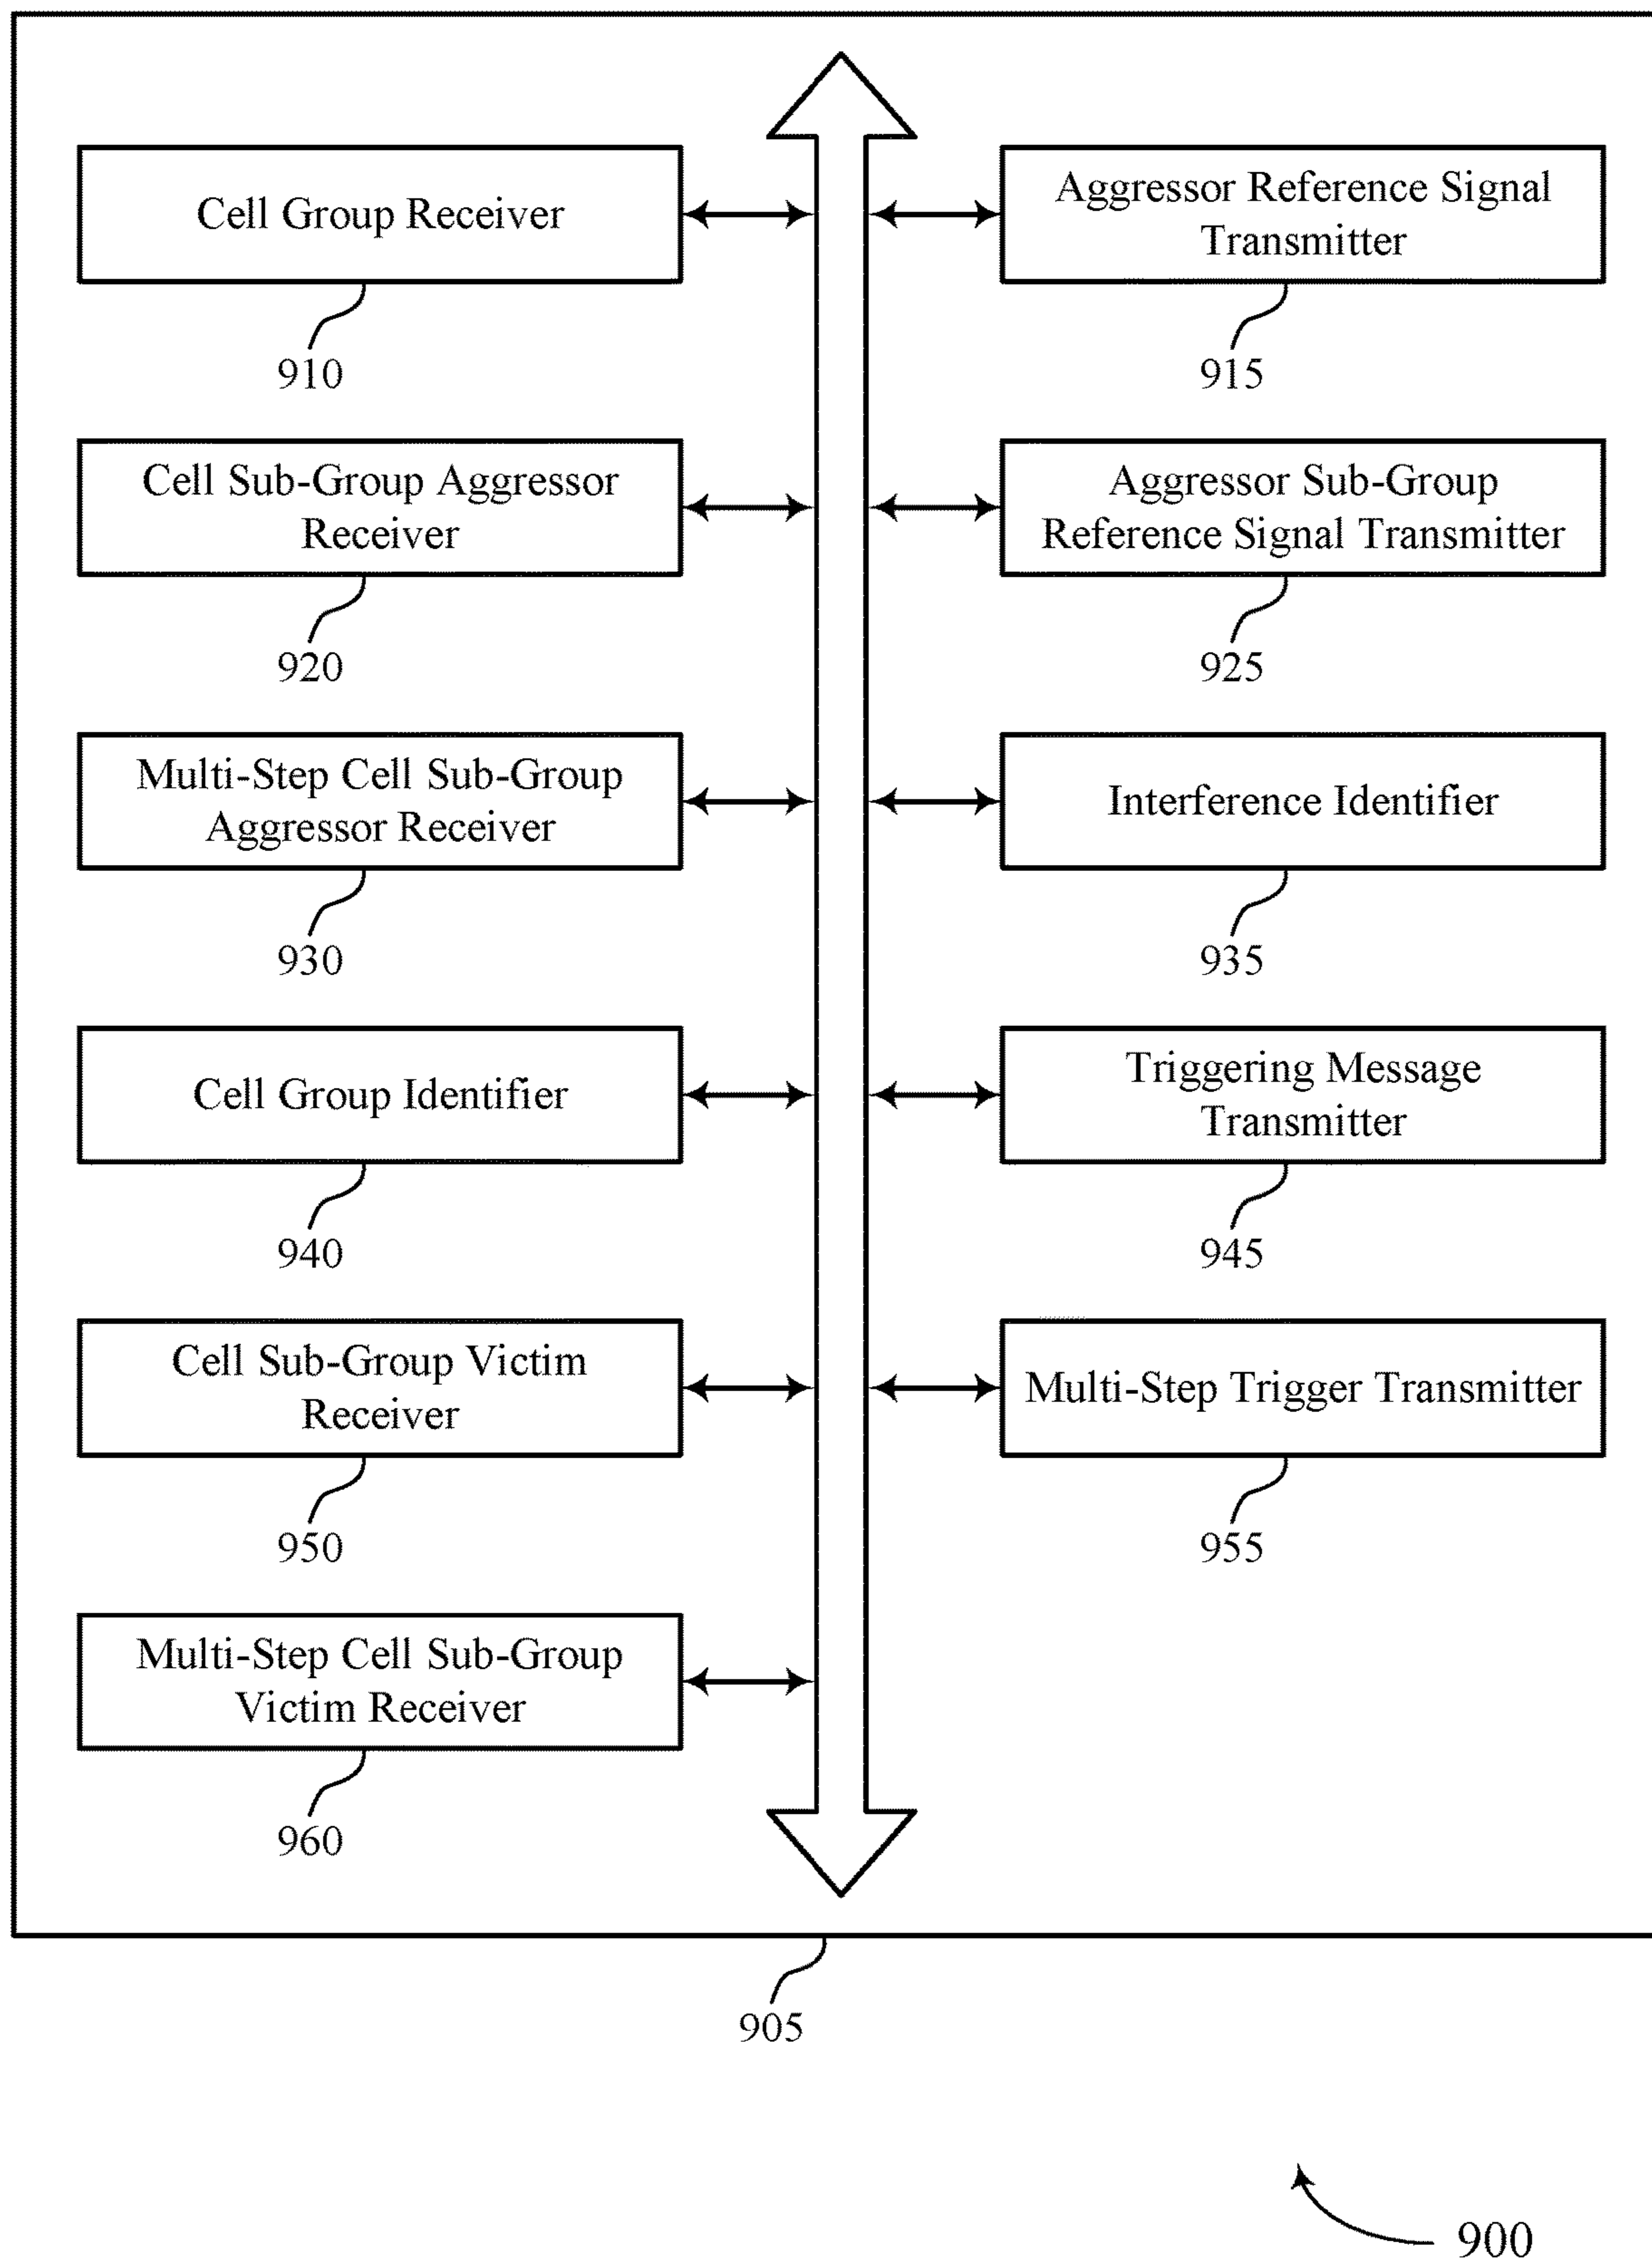 Cell Group Receiver
910
Aggressor Reference Signal
Transmitter
915
Cell Sub-Group Aggressor
Receiver
920
Aggressor Sub-Group
Reference Signal Transmitter
925
Multi-Step Cell Sub-Group
Aggressor Receiver
930
Interference Identifier
935
Cell Group Identifier
940
Triggering Message
Transmitter
945
Cell Sub-Group Victim
Receiver
950
Multi-Step Trigger Transmitter
955
Multi-Step Cell Sub-Group
Victim Receiver
960
905
900